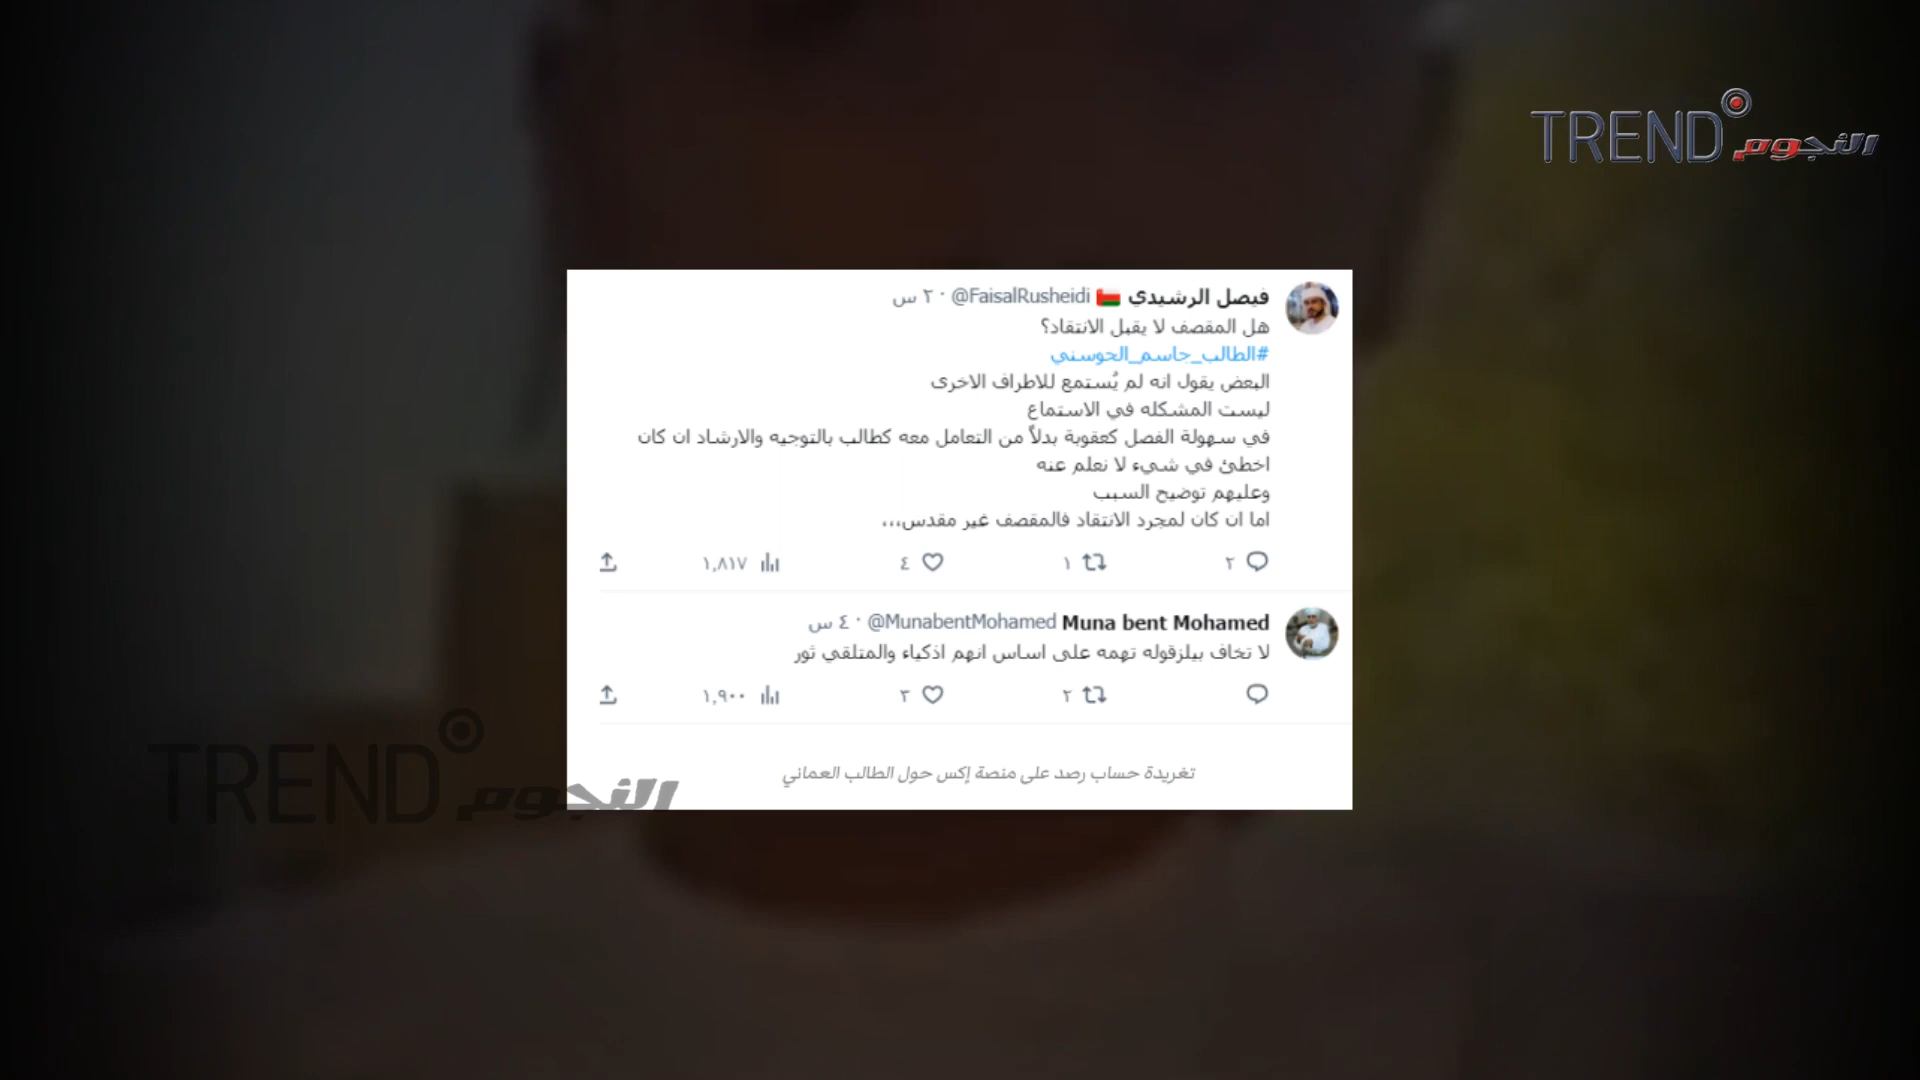 TREND النجوم
فيصل الرشيدي @FaisalRusheidi · ٢ س
هل المقصف لا يقبل الانتقاد؟
#الطالب_جاسم_الحوسني
البعض يقول انه لم يُستمع للاطراف الاخرى
ليست المشكله في الاستماع
في سهولة الفصل كعقوبة بدلاً من التعامل معه كطالب بالتوجيه والارشاد ان كان
اخطئ في شيء لا نعلم عنه
وعليهم توضيح السبب
اما ان كان لمجرد الانتقاد فالمقصف غير مقدس،،،
٢ ١ ٤ ١,٨١٧
Muna bent Mohamed @MunabentMohamed · ٤ س
لا تخاف بيلزقوله تهمه على اساس انهم اذكياء والمتلقي ثور
٢ ٣ ١,٩٠٠
تغريدة حساب رصد على منصة إكس حول الطالب العماني
TREND النجوم